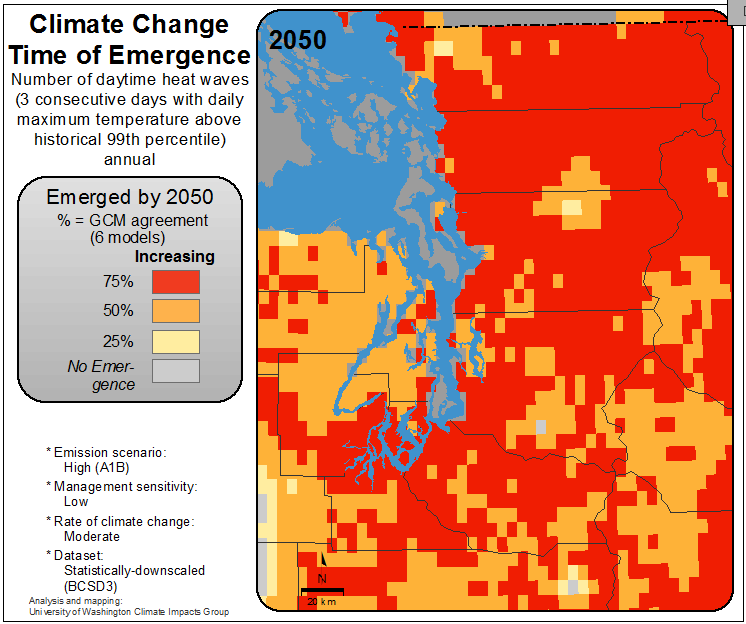 Climate Change
Time of Emergence
Number of daytime heat waves
(3 consecutive days with daily
maximum temperature above
historical 99th percentile)
annual
Emerged by 2050
% = GCM agreement
(6 models)
Increasing
75%
50%
25%
No Emer-
gence
* Emission scenario:
High (A1B)
* Management sensitivity:
Low
* Rate of climate change:
Moderate
* Dataset:
Statistically-downscaled
(BCSD3)
Analysis and mapping:
University of Washington Climate Impacts Group
2050
N
20 km